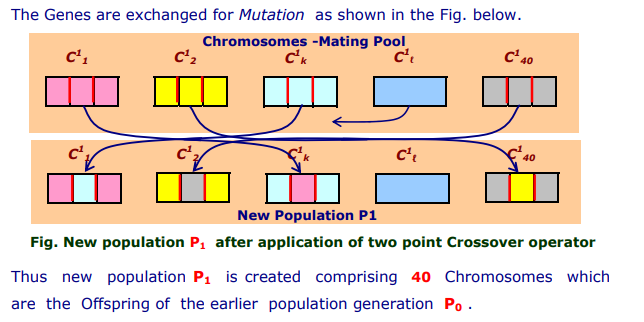 The Genes are exchanged for Mutation as shown in the Fig. below.
Chromosomes -Mating Pool
C¹₁ C¹₂ C¹ₖ C¹ₜ C¹₄₀
C¹₁ C¹₂ C¹ₖ C¹ₜ C¹₄₀
New Population P1
Fig. New population P₁ after application of two point Crossover operator
Thus new population P₁ is created comprising 40 Chromosomes which
are the Offspring of the earlier population generation P₀ .